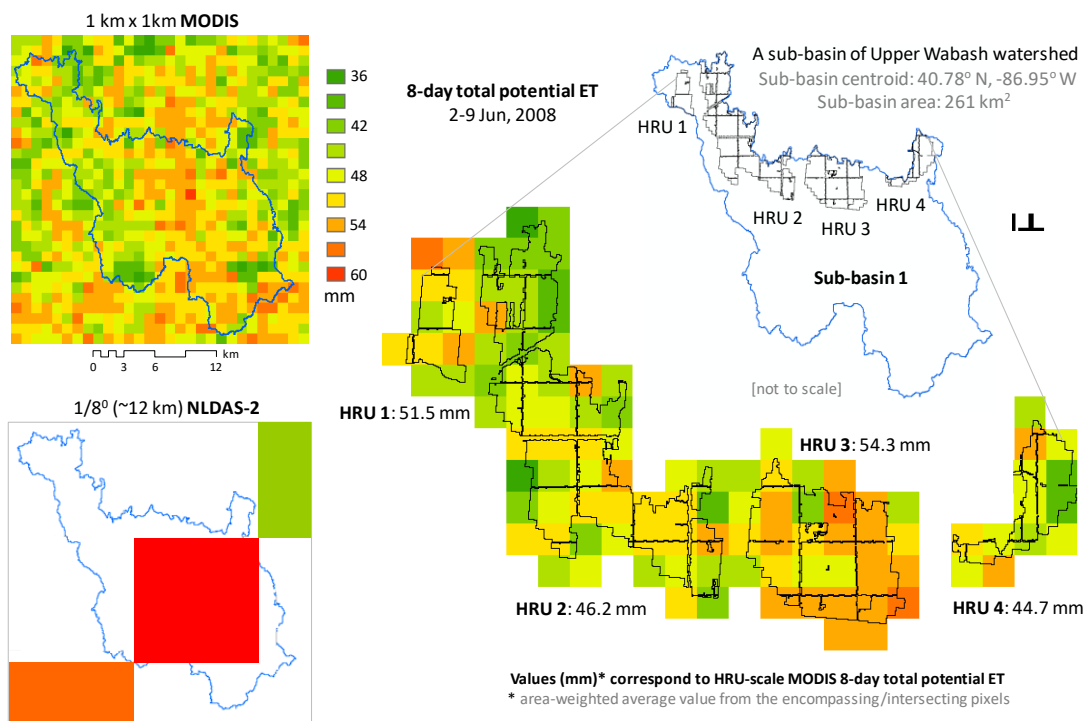 1 km x 1km MODIS
36
42
48
54
60
mm
0 3 6 12
km
8-day total potential ET
2-9 Jun, 2008
A sub-basin of Upper Wabash watershed
Sub-basin centroid: 40.78° N, -86.95° W
Sub-basin area: 261 km²
HRU 1
HRU 2
HRU 3
HRU 4
Sub-basin 1
[not to scale]
1/8⁰ (~12 km) NLDAS-2
HRU 1: 51.5 mm
HRU 3: 54.3 mm
HRU 2: 46.2 mm
HRU 4: 44.7 mm
Values (mm)* correspond to HRU-scale MODIS 8-day total potential ET
* area-weighted average value from the encompassing/intersecting pixels